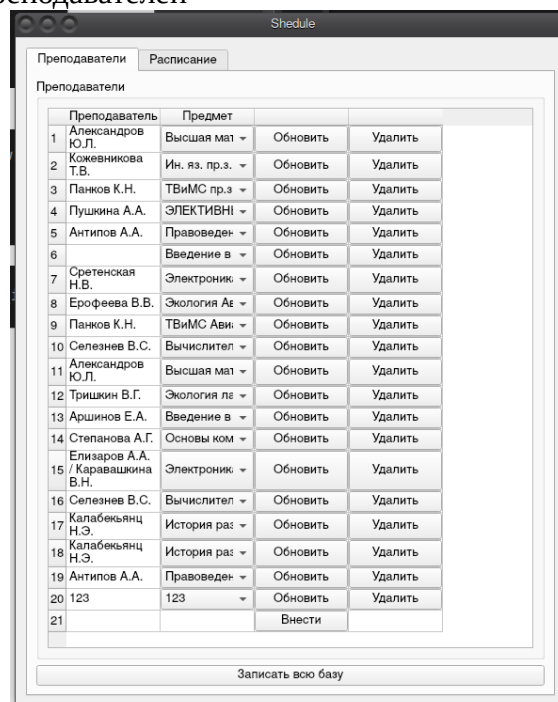 Shedule
Преподаватели Расписание
Преподаватели
Преподаватель Предмет
1 Александров Ю.Л. Высшая мат Обновить Удалить
2 Кожевникова Т.В. Ин. яз. пр.з. Обновить Удалить
3 Панков К.Н. ТВиМС пр.з Обновить Удалить
4 Пушкина А.А. ЭЛЕКТИВНЫ Обновить Удалить
5 Антипов А.А. Правоведен Обновить Удалить
6 Введение в Обновить Удалить
7 Сретенская Н.В. Электроник Обновить Удалить
8 Ерофеева В.В. Экология Ав Обновить Удалить
9 Панков К.Н. ТВиМС Авиа Обновить Удалить
10 Селезнев В.С. Вычислител Обновить Удалить
11 Александров Ю.Л. Высшая мат Обновить Удалить
12 Тришкин В.Г. Экология ла Обновить Удалить
13 Аршинов Е.А. Введение в Обновить Удалить
14 Степанова А.Г. Основы ком Обновить Удалить
15 Елизаров А.А. / Каравашкина В.Н. Электроник Обновить Удалить
16 Селезнев В.С. Вычислител Обновить Удалить
17 Калабекьянц Н.Э. История раз Обновить Удалить
18 Калабекьянц Н.Э. История раз Обновить Удалить
19 Антипов А.А. Правоведен Обновить Удалить
20 123 123 Обновить Удалить
21 Внести
Записать всю базу